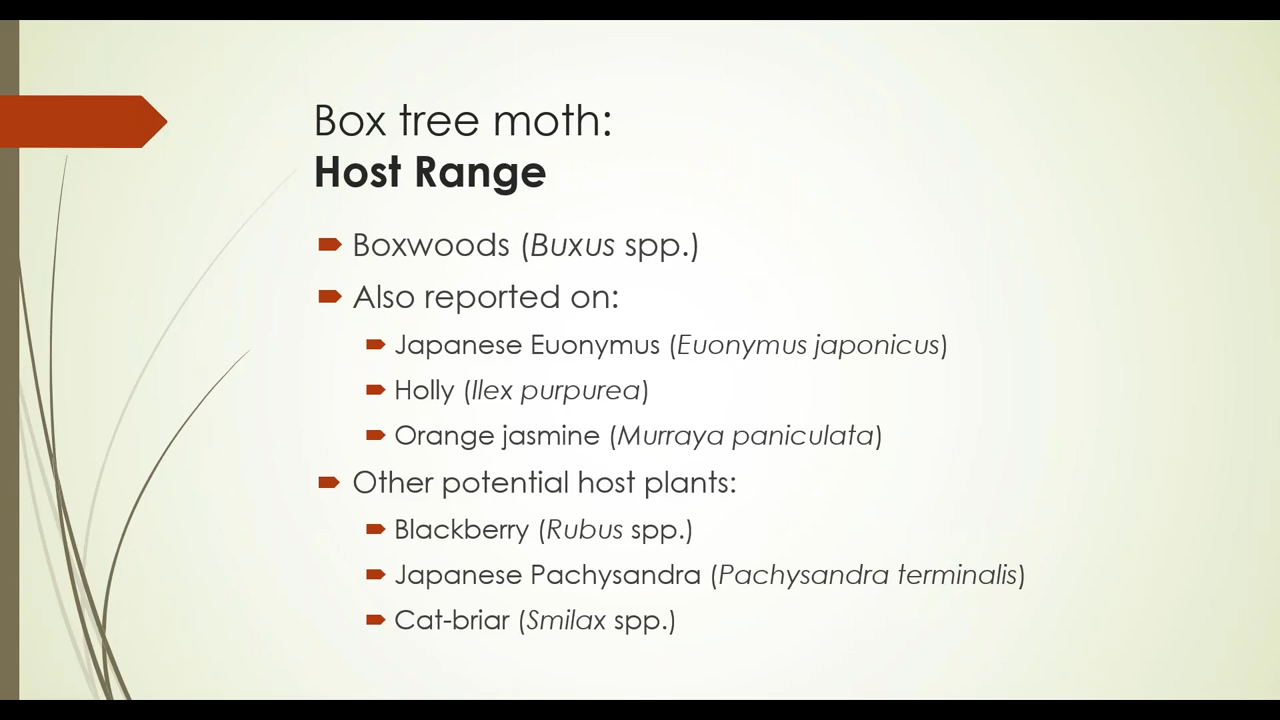 Box tree moth:
Host Range
Boxwoods (Buxus spp.)
Also reported on:
Japanese Euonymus (Euonymus japonicus)
Holly (Ilex purpurea)
Orange jasmine (Murraya paniculata)
Other potential host plants:
Blackberry (Rubus spp.)
Japanese Pachysandra (Pachysandra terminalis)
Cat-briar (Smilax spp.)